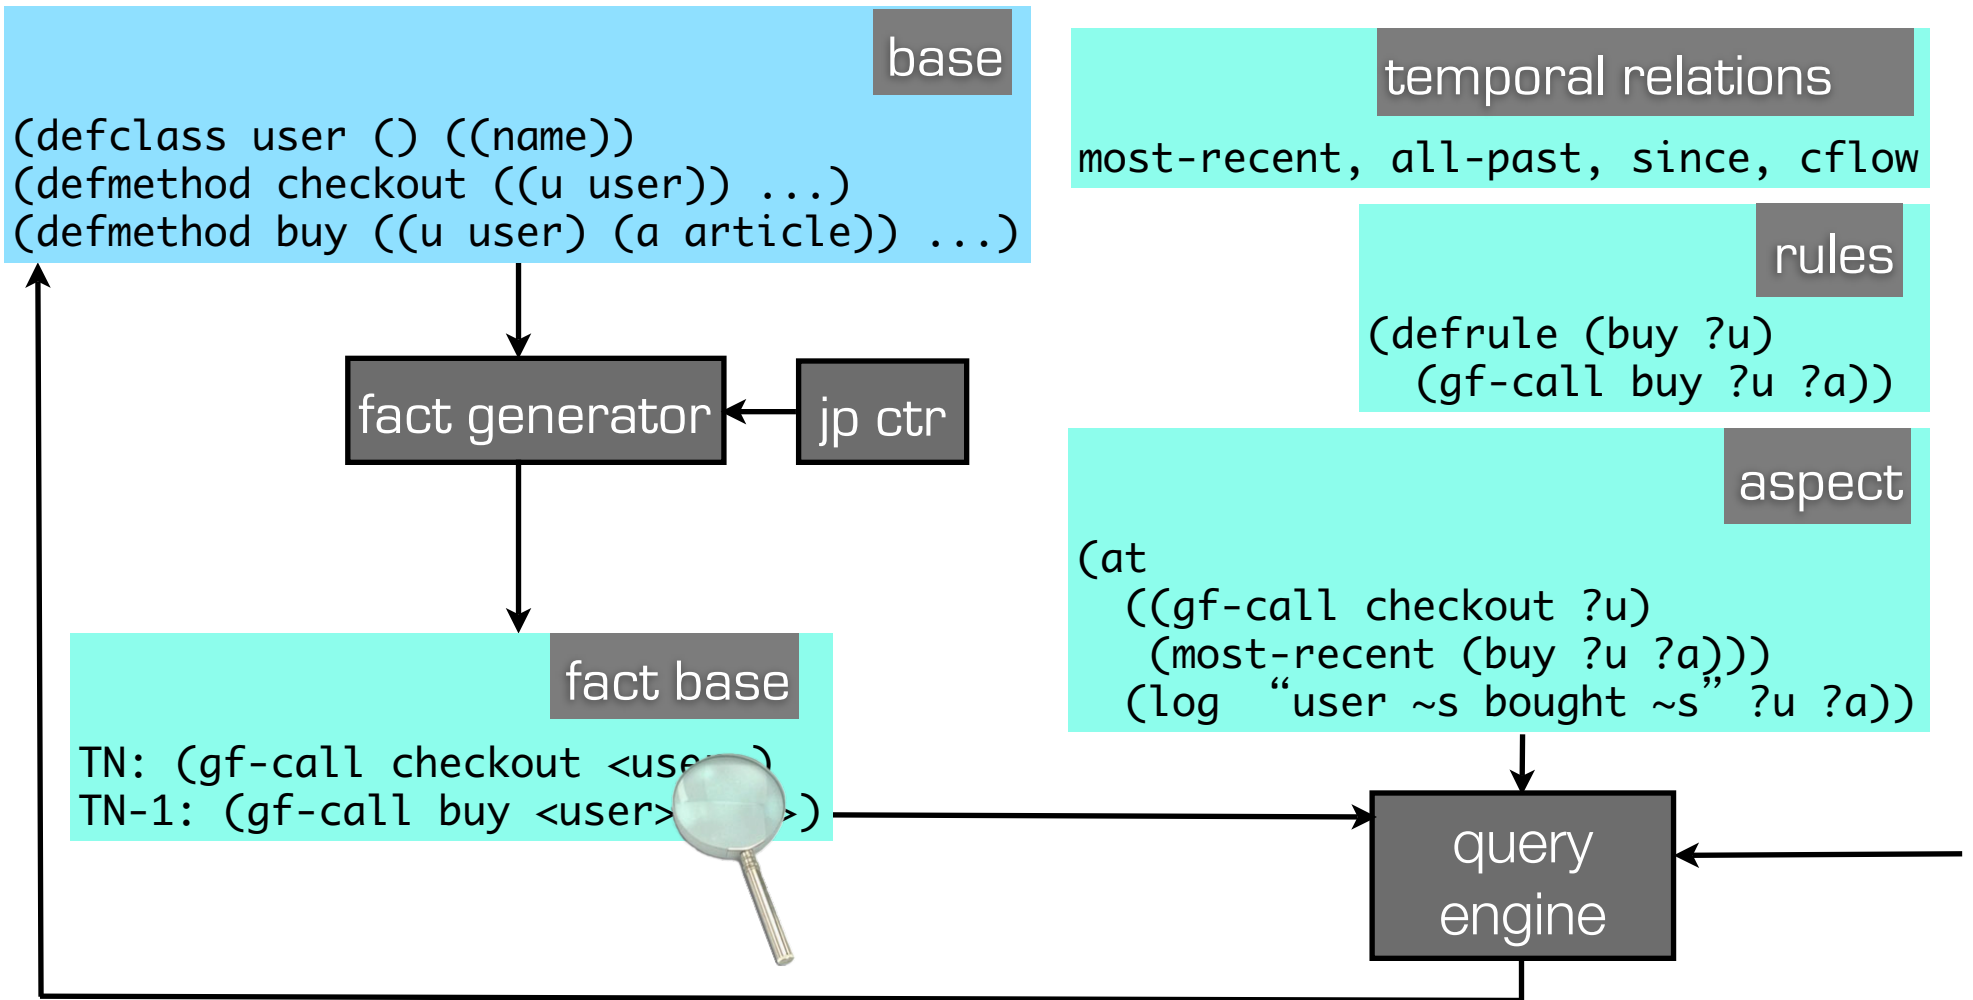 base
(defclass user () ((name))
(defmethod checkout ((u user)) ...)
(defmethod buy ((u user) (a article)) ...)
fact generator
jp ctr
fact base
TN: (gf-call checkout
TN-1: (gf-call buy <user>
temporal relations
most-recent, all-past, since, cflow
rules
(defrule (buy ?u)
(gf-call buy ?u ?a))
aspect
(at
((gf-call checkout ?u)
(most-recent (buy ?u ?a)))
(log “user ~s bought ~s” ?u ?a))
query
engine